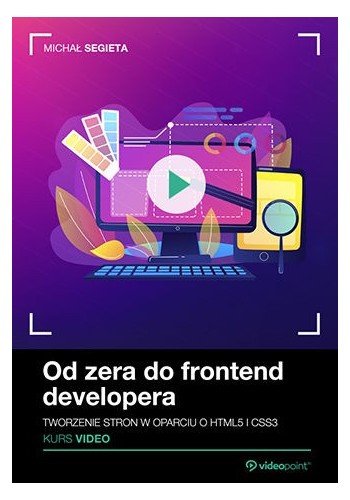 MICHAŁ SEGIETA
Od zera do frontend
developera
TWORZENIE STRON W OPARCIU O HTML5 I CSS3
KURS VIDEO
videopoint